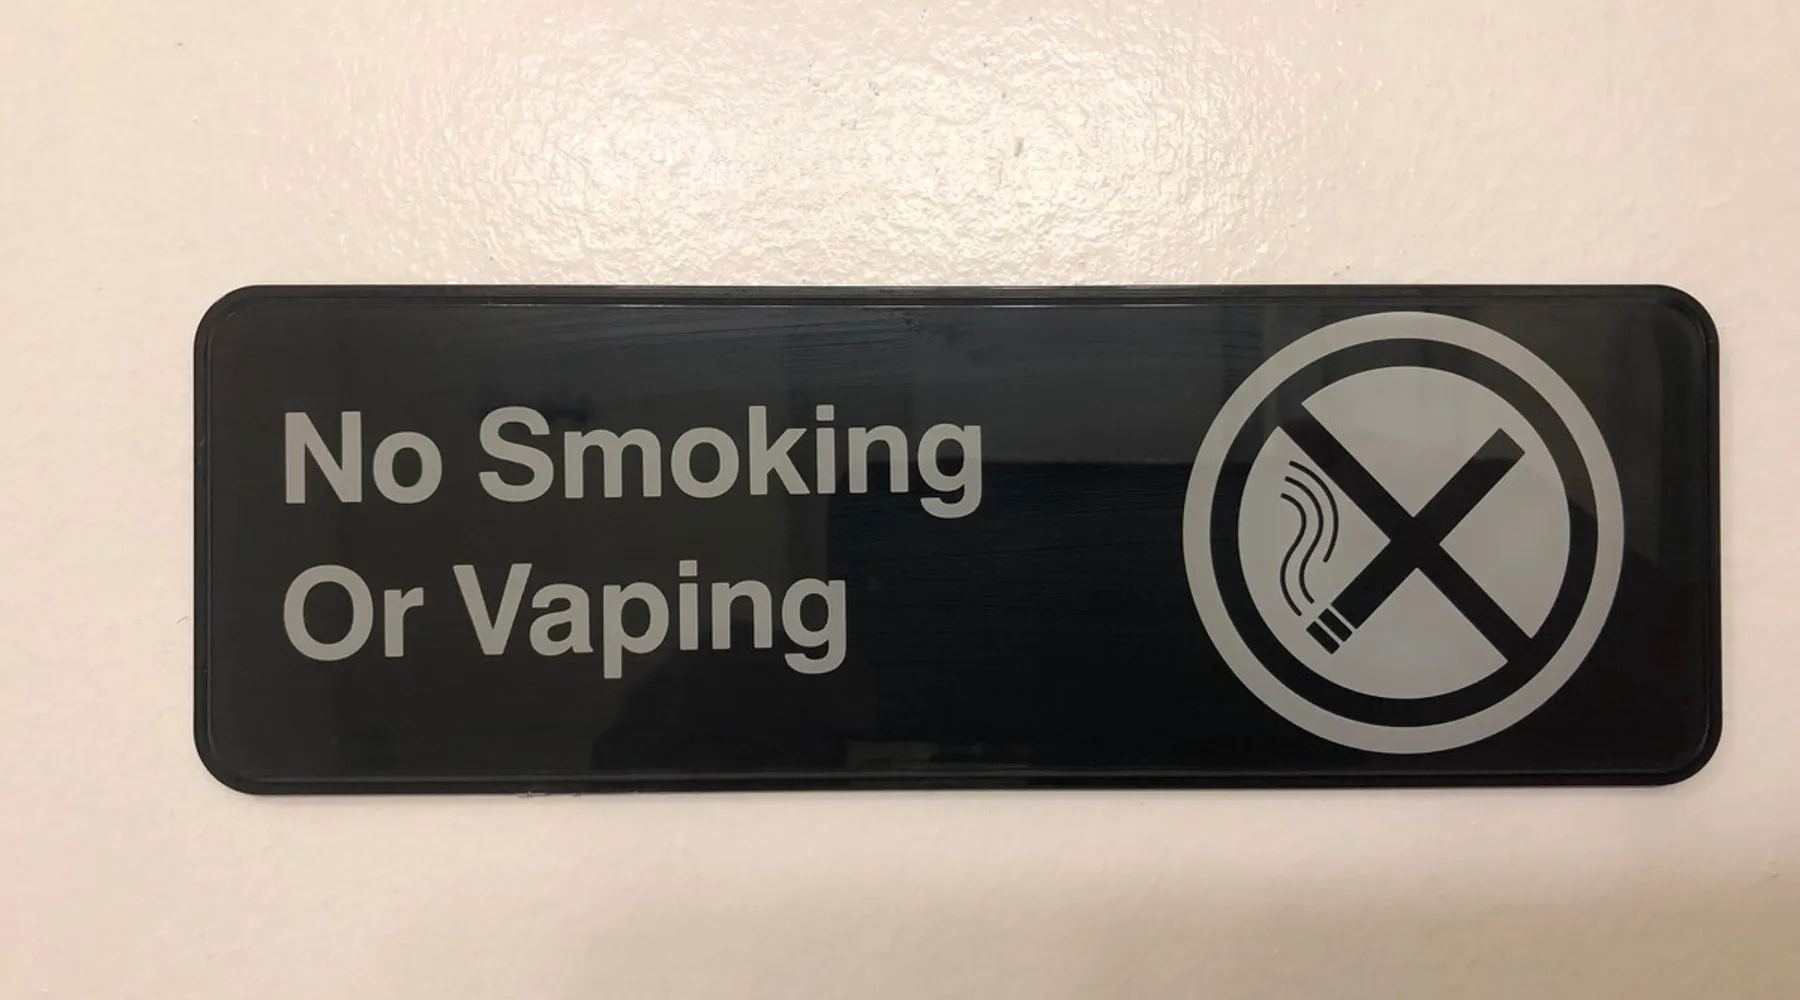 No Smoking
Or Vaping